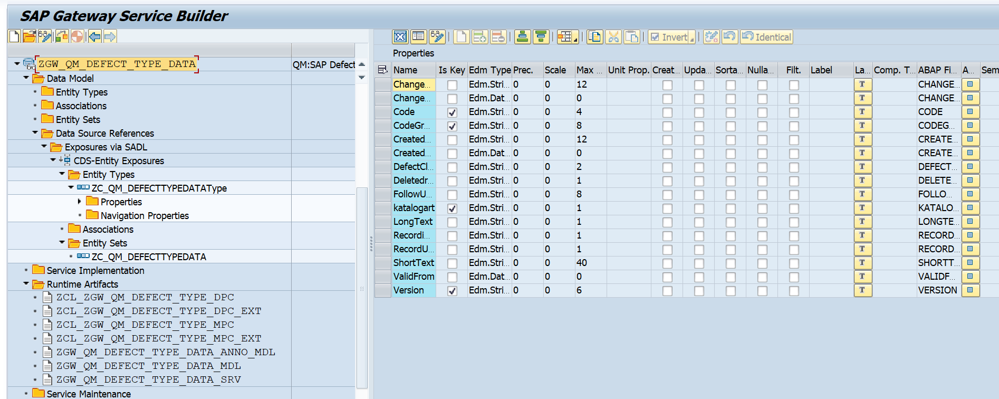 SAP Gateway Service Builder
Invert
Identical
Properties
ZGW_QM_DEFECT_TYPE_DATA QM:SAP Defect
Data Model
Entity Types
Associations
Entity Sets
Data Source References
Exposures via SADL
CDS-Entity Exposures
Entity Types
ZC_QM_DEFECTTYPEDATAType
Properties
Navigation Properties
Associations
Entity Sets
ZC_QM_DEFECTTYPEDATA
Service Implementation
Runtime Artifacts
ZCL_ZGW_QM_DEFECT_TYPE_DPC
ZCL_ZGW_QM_DEFECT_TYPE_DPC_EXT
ZCL_ZGW_QM_DEFECT_TYPE_MPC
ZCL_ZGW_QM_DEFECT_TYPE_MPC_EXT
ZGW_QM_DEFECT_TYPE_DATA_ANNO_MDL
ZGW_QM_DEFECT_TYPE_DATA_MDL
ZGW_QM_DEFECT_TYPE_DATA_SRV
Service Maintenance
Name Is Key Edm Type Prec. Scale Max ... Unit Prop. Creat... Upda... Sorta... Nulla... Filt. Label La... Comp. T... ABAP Fi... A... Sem
Change... Edm.Stri... 0 0 12 T CHANGE...
Change... Edm.Dat... 0 0 0 T CHANGE...
Code Edm.Stri... 0 0 4 T CODE
CodeGr... Edm.Stri... 0 0 8 T CODEG...
Created... Edm.Stri... 0 0 12 T CREATE...
Created... Edm.Dat... 0 0 0 T CREATE...
DefectCl... Edm.Stri... 0 0 2 T DEFECT...
Deletedr... Edm.Stri... 0 0 1 T DELETE...
FollowU... Edm.Stri... 0 0 8 T FOLLO...
katalogart Edm.Stri... 0 0 1 T KATALO...
LongText Edm.Stri... 0 0 1 T LONGTE...
Recordi... Edm.Stri... 0 0 1 T RECORD...
RecordU... Edm.Stri... 0 0 1 T RECORD...
ShortText Edm.Stri... 0 0 40 T SHORTT...
ValidFrom Edm.Dat... 0 0 0 T VALIDF...
Version Edm.Stri... 0 0 6 T VERSION